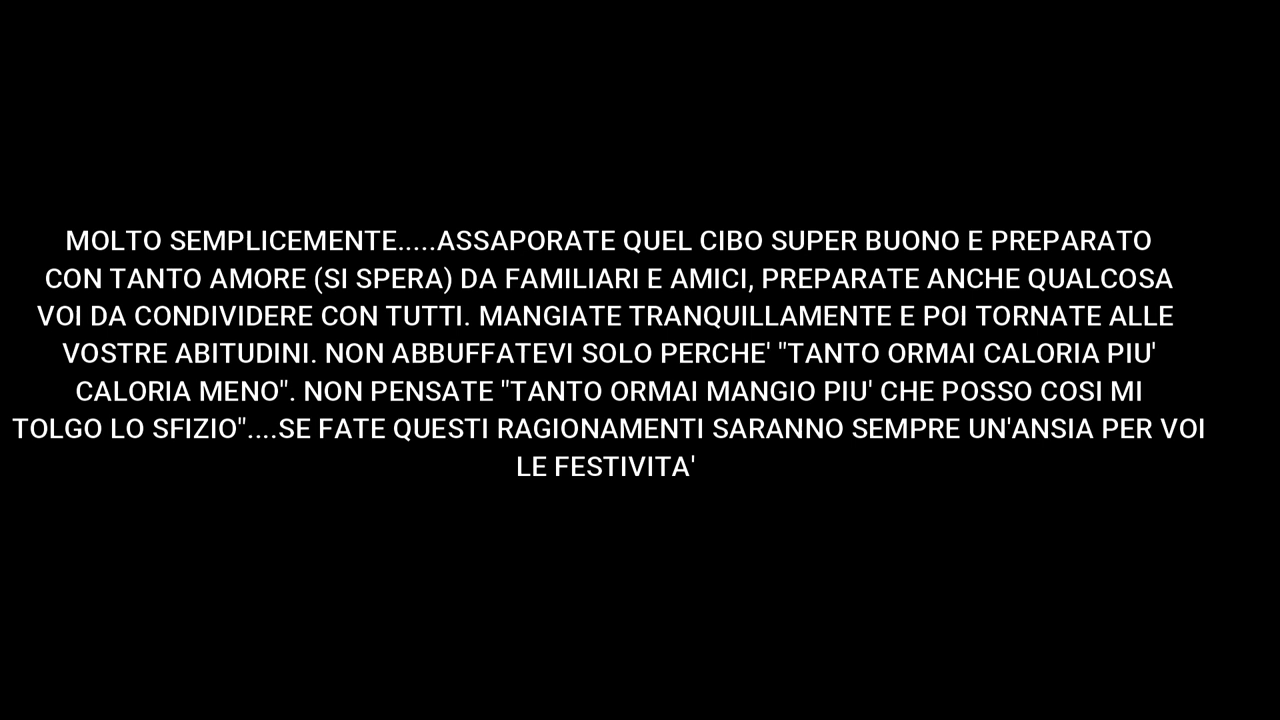 MOLTO SEMPLICEMENTE.....ASSAPORATE QUEL CIBO SUPER BUONO E PREPARATO
CON TANTO AMORE (SI SPERA) DA FAMILIARI E AMICI, PREPARATE ANCHE QUALCOSA
VOI DA CONDIVIDERE CON TUTTI. MANGIATE TRANQUILLAMENTE E POI TORNATE ALLE
VOSTRE ABITUDINI. NON ABBUFFATEVI SOLO PERCHE' "TANTO ORMAI CALORIA PIU'
CALORIA MENO". NON PENSATE "TANTO ORMAI MANGIO PIU' CHE POSSO COSI MI
TOLGO LO SFIZIO"....SE FATE QUESTI RAGIONAMENTI SARANNO SEMPRE UN'ANSIA PER VOI
LE FESTIVITA'